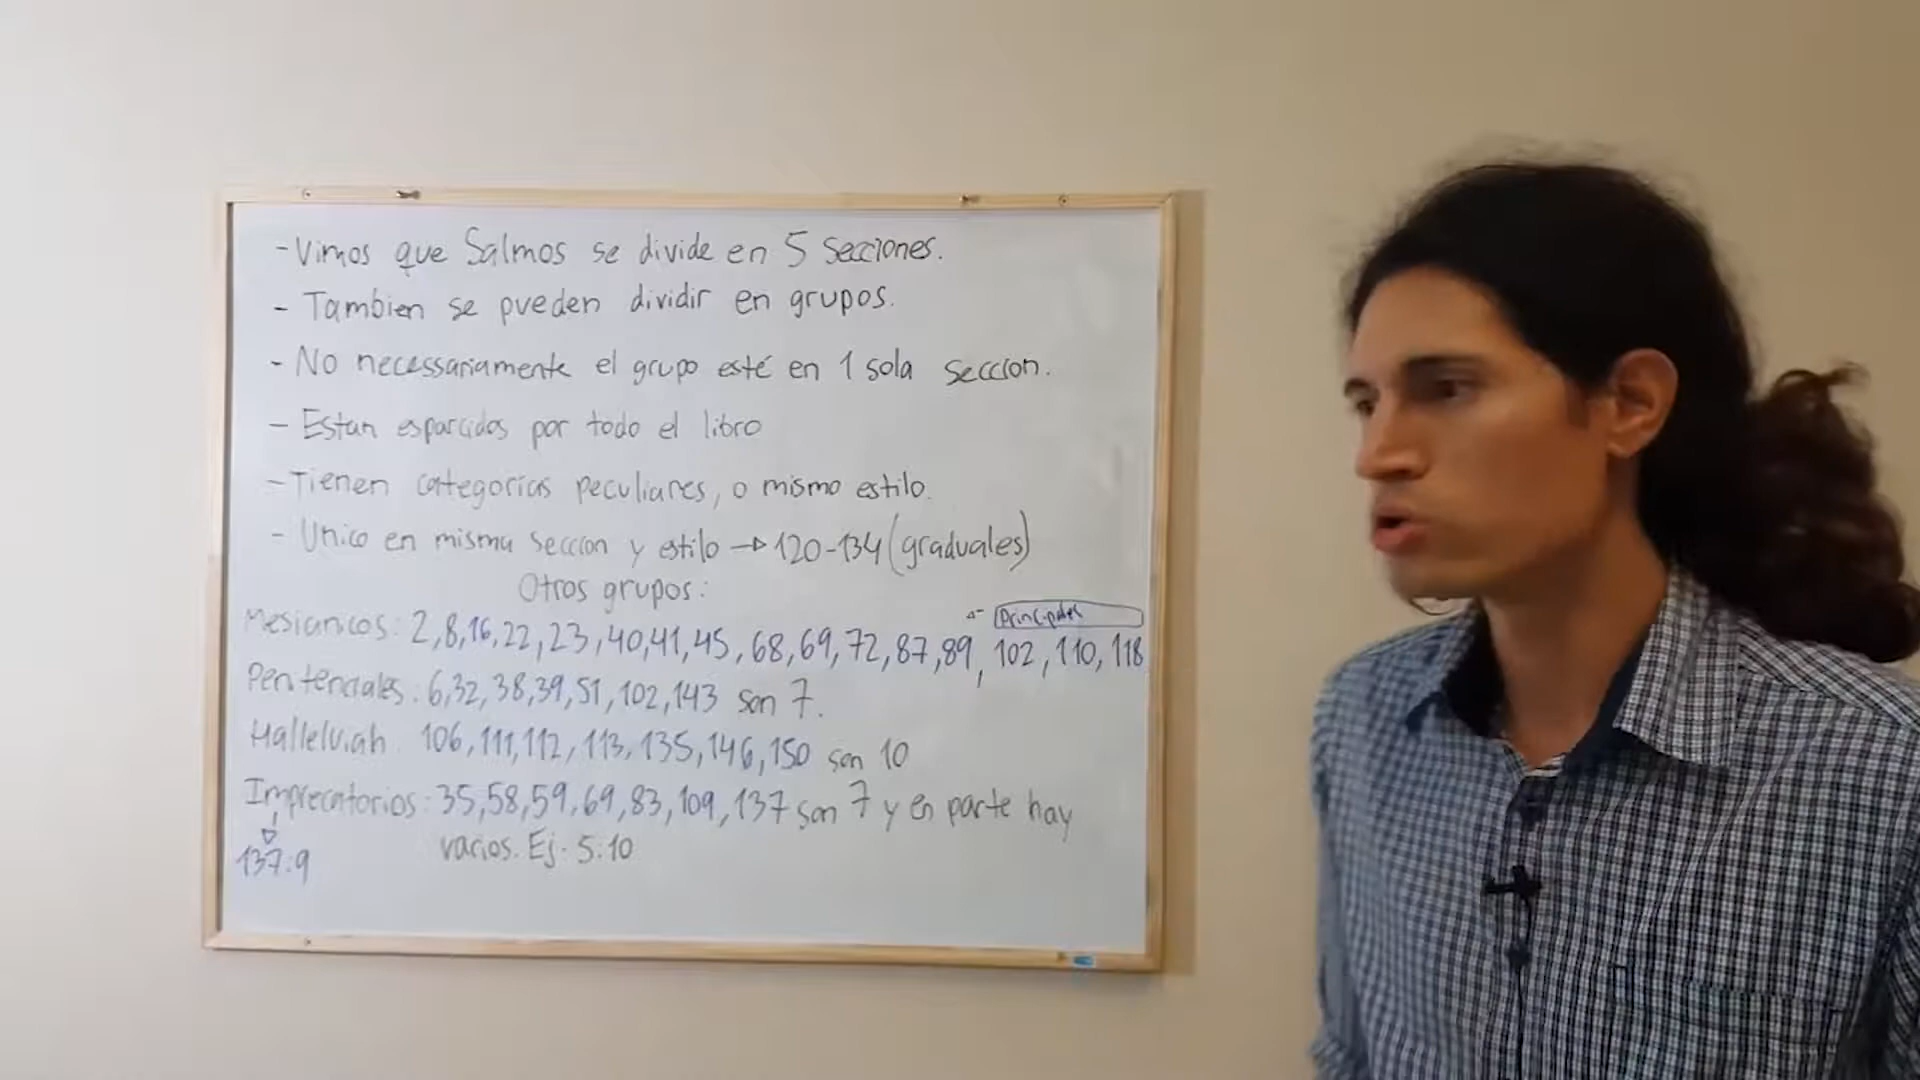 -Vimos que Salmos se divide en 5 Secciones.
- Tambien se pueden dividir en grupos.
- No necessariamente el grupo esté en 1 sola Seccion.
- Estan esparcidos por todo el libro
-Tienen categorias peculiares, o mismo estilo.
- Unico en misma Seccion y estilo → 120-134 (graduales)
Otros grupos:
Principales
Mesianicos: 2,8,16,22,23,40,41,45,68,69,72,87,89,102,110,118
Penitenciales: 6,32,38,39,51,102,143 son 7.
Halleluiah. 106,111,112,113,135,146,150 son 10
Imprecatorios: 35,58,59,69,83,109,137 son 7 y en parte hay
varios. Ej. 5:10
137:9